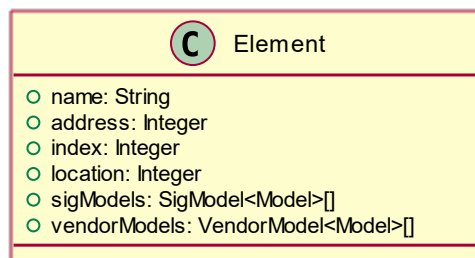 C Element
name: String
address: Integer
index: Integer
location: Integer
sigModels: SigModel<Model>[]
vendorModels: VendorModel<Model>[]